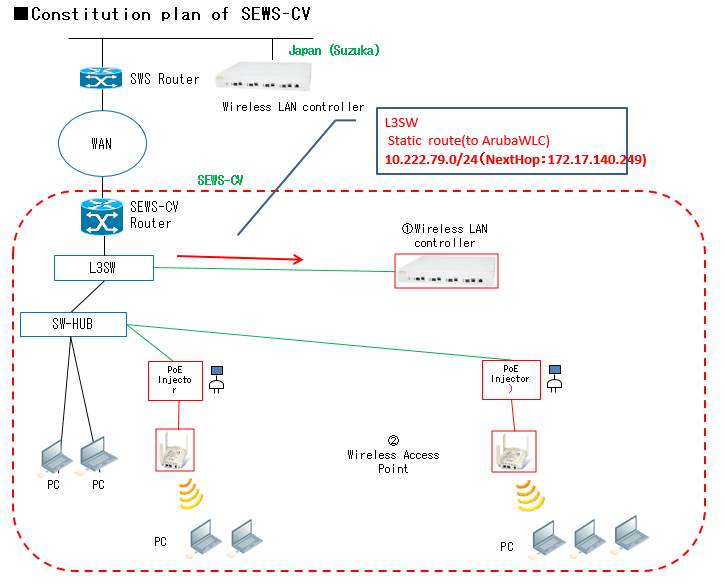 ■Constitution plan of SEWS-CV
Japan (Suzuka)
SWS Router
Wireless LAN controller
WAN
L3SW
Static route(to ArubaWLC)
10.222.79.0/24(NextHop:172.17.140.249)
SEWS-CV
SEWS-CV
Router
①Wireless LAN
controller
L3SW
SW-HUB
PoE
Injecto
r
PoE
Injector
)
②
Wireless Access
Point
PC
PC
PC
PC